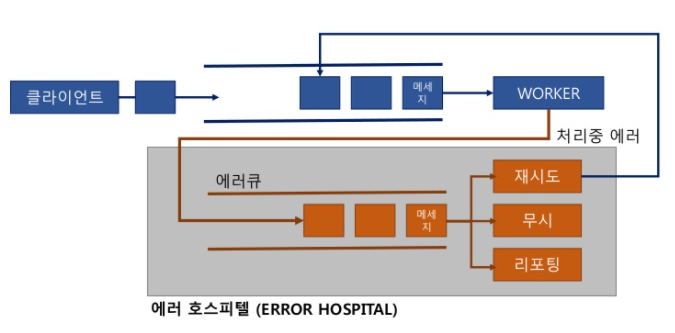 클라이언트
메세
지
WORKER
처리중 에러
에러큐
메세
지
재시도
무시
리포팅
에러 호스피텔 (ERROR HOSPITAL)